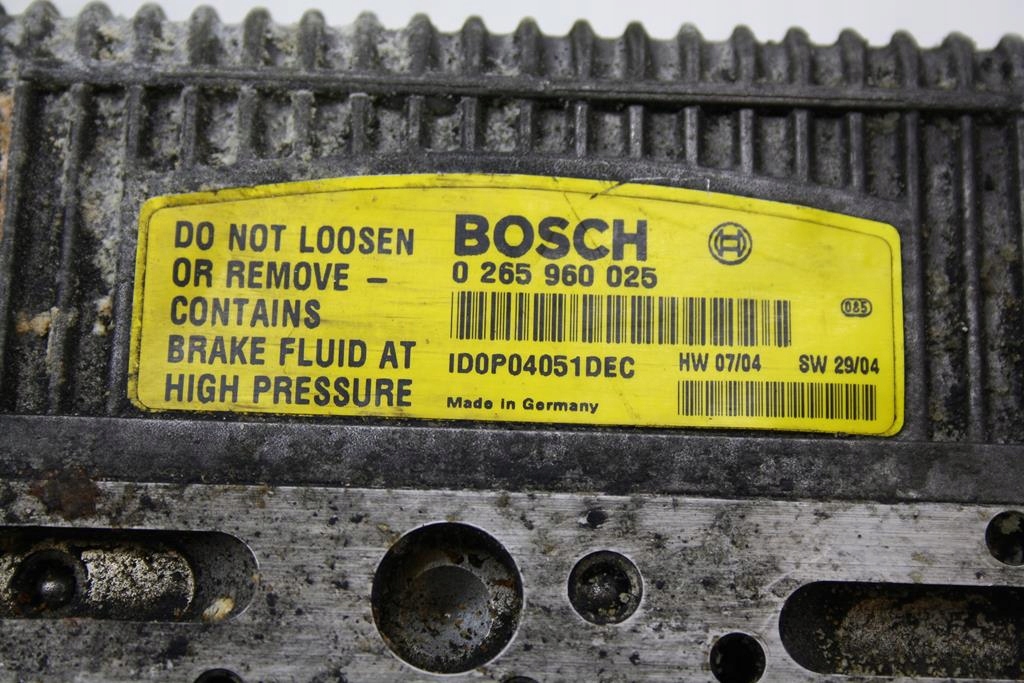 DO NOT LOOSEN
OR REMOVE –
CONTAINS
BRAKE FLUID AT
HIGH PRESSURE
BOSCH
0 265 960 025
085
ID0P04051DEC
HW 07/04 SW 29/04
Made in Germany